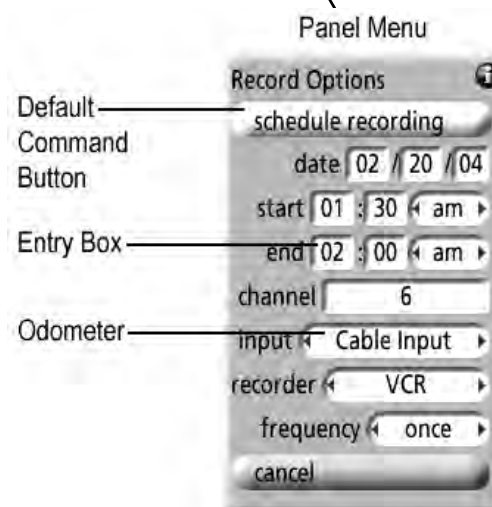 Panel Menu
Record Options
Default
Command
Button
schedule recording
date 02 / 20 / 04
start 01 : 30 am
Entry Box
end 02 : 00 am
channel 6
Odometer
input Cable Input
recorder VCR
frequency once
cancel